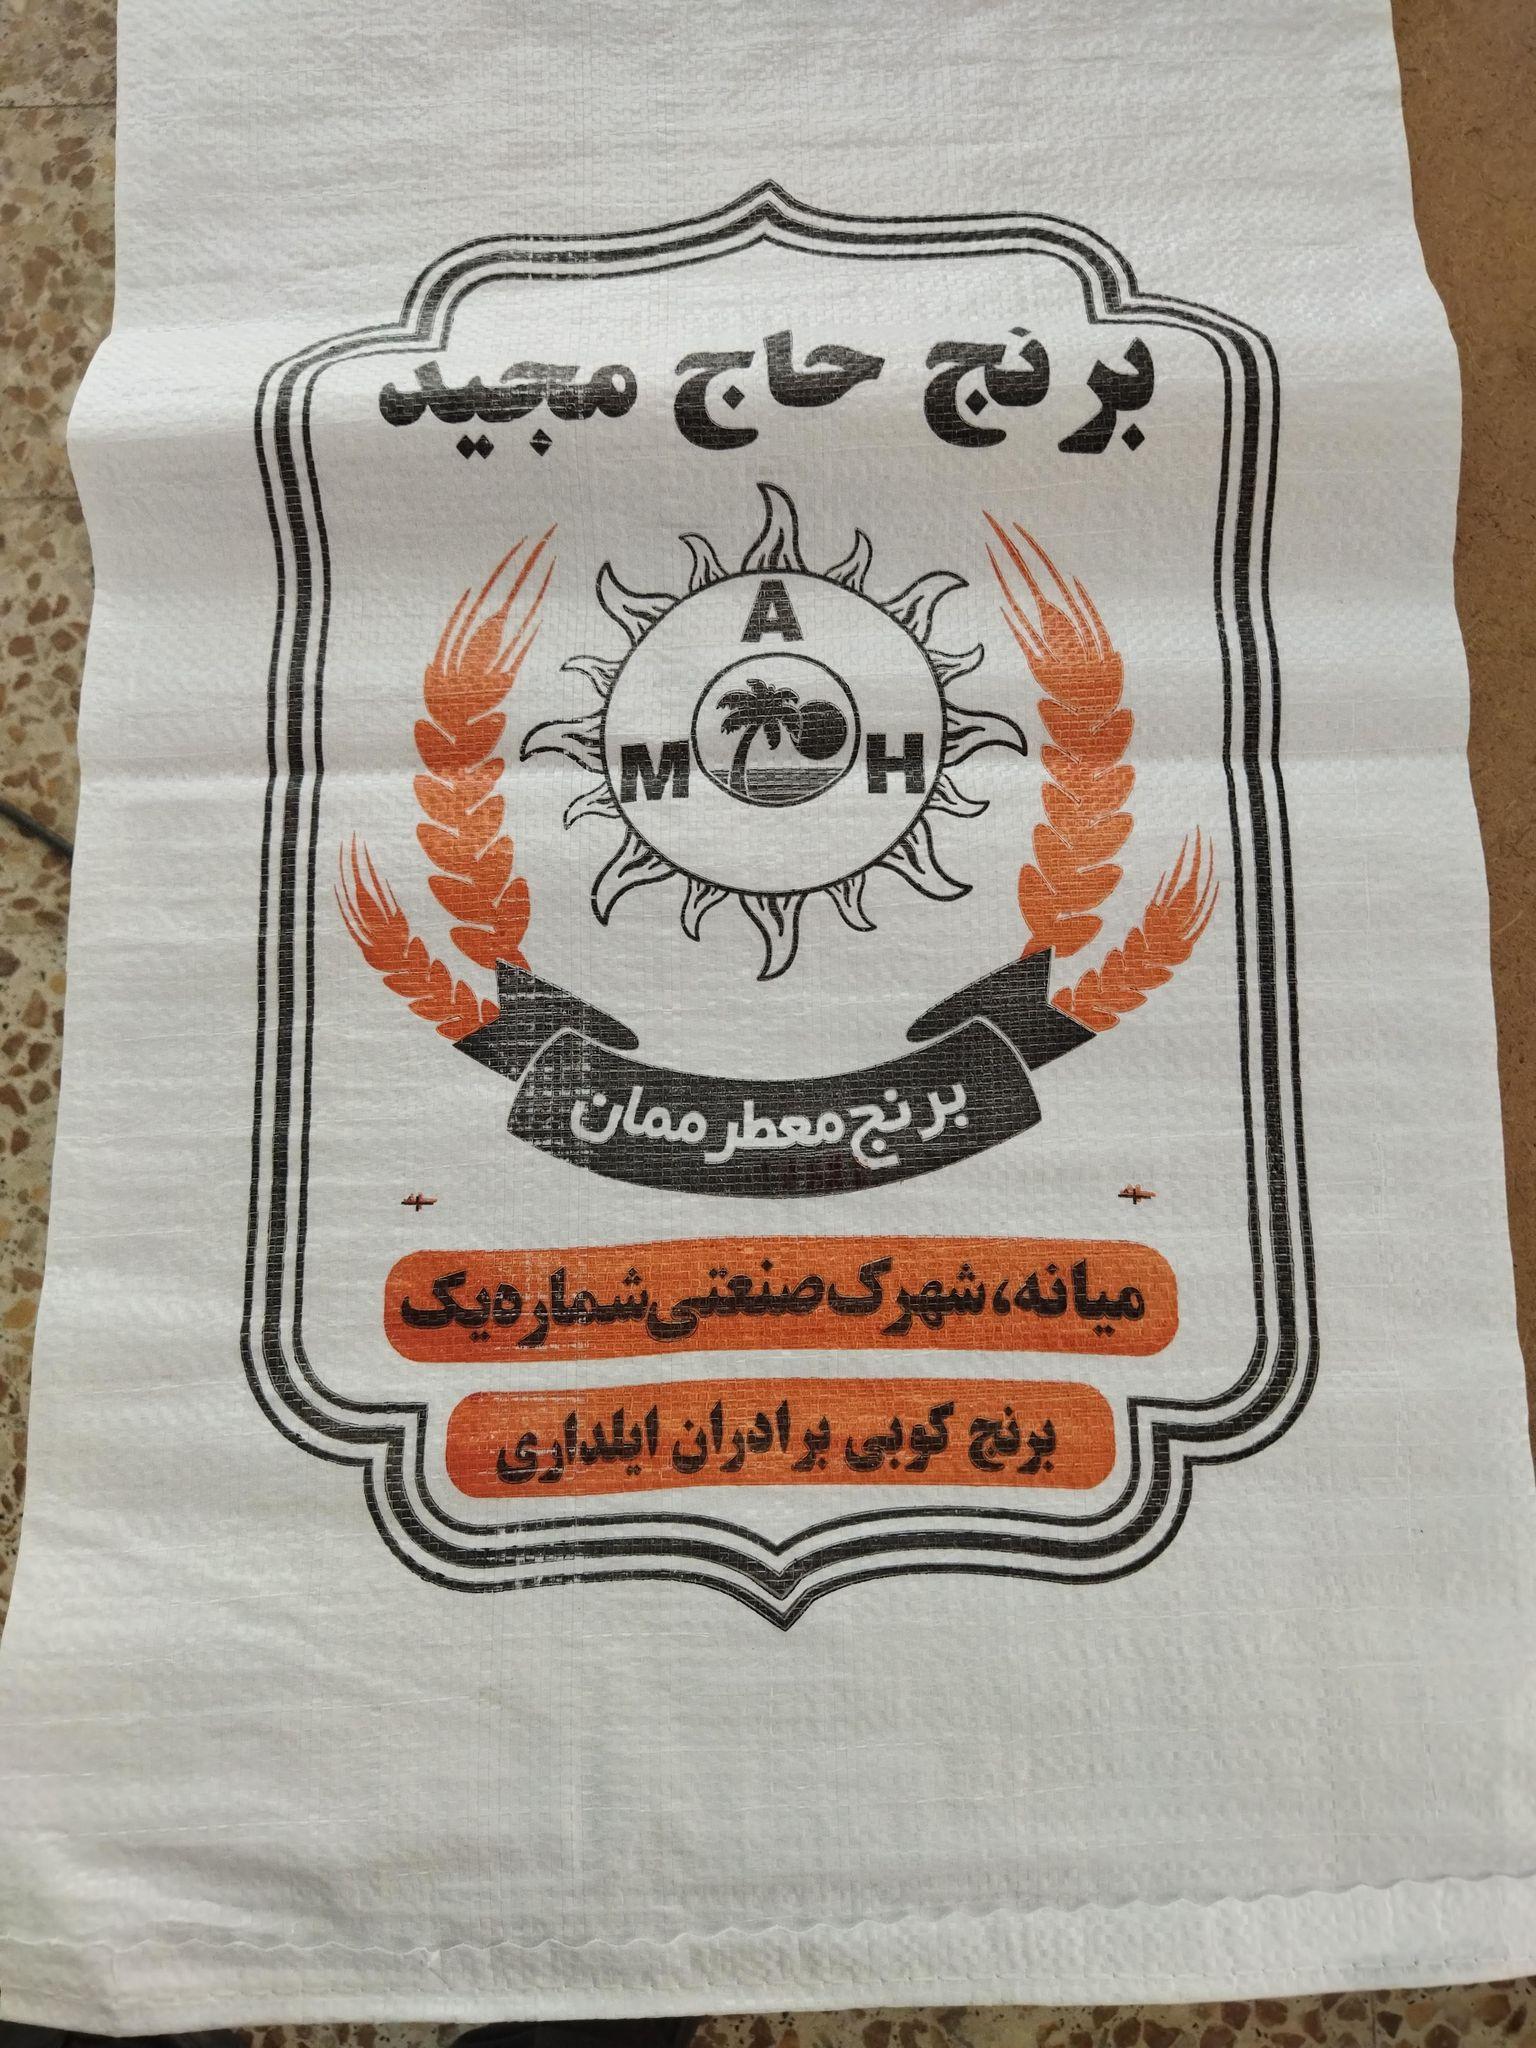 برنج حاج مجید
A
M H
برنج معطر ممان
میانه، شهرک صنعتی شماره یک
برنج کوبی برادران ایلداری